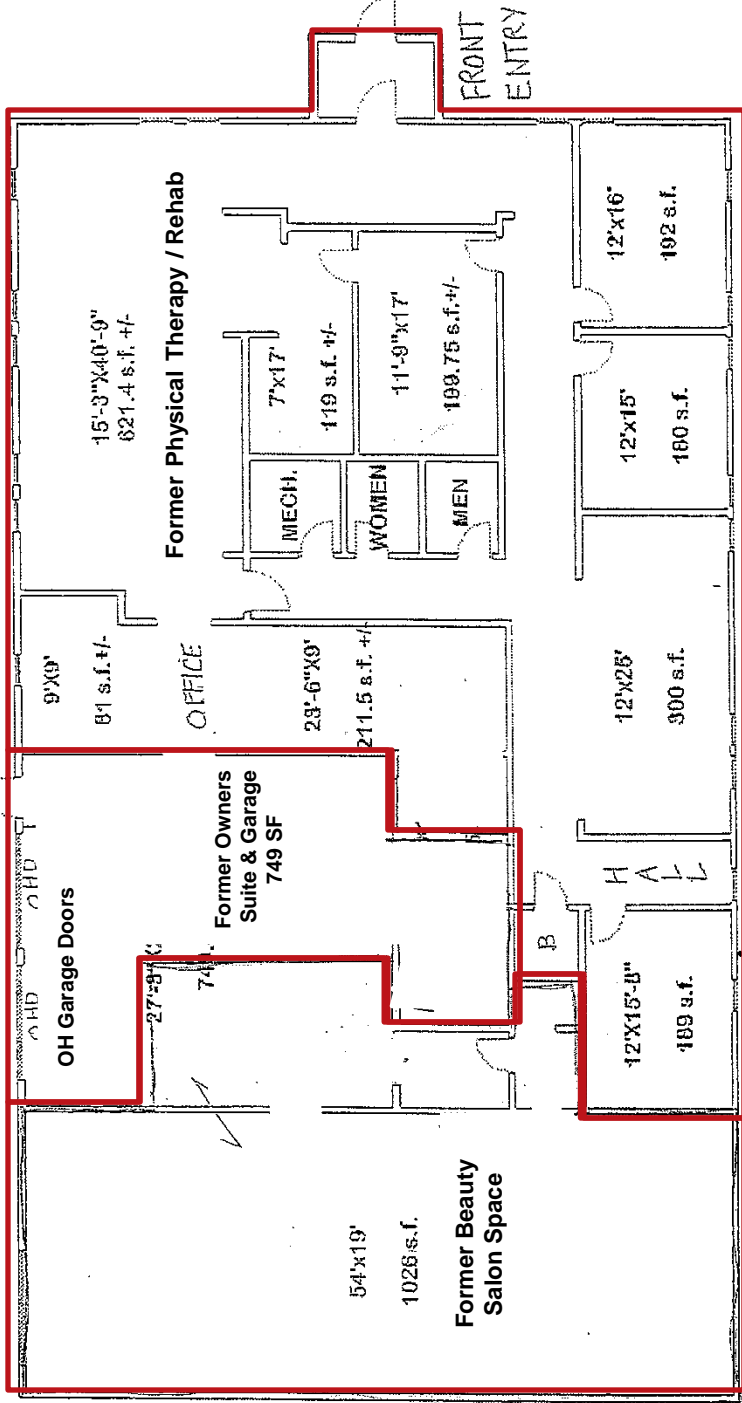 OHD OHD
OH Garage Doors
9'X9'
81 s.f.+/-
15'-3"X40'-9"
621.4 s.f. +/-
Former Physical Therapy / Rehab
OFFICE
Former Owners
Suite & Garage
749 SF
54'x19'
1026 s.f.
Former Beauty
Salon Space
23'-6"X9'
211.5 s.f. +/-
MECH.
WOMEN
MEN
7'x17'
119 s.f. +/-
11'-9"x17'
199.75 s.f.+/-
FRONT
ENTRY
B
HALL
12'X15'-8"
189 s.f.
12'x25'
300 s.f.
12'x15'
180 s.f.
12'x16'
192 s.f.